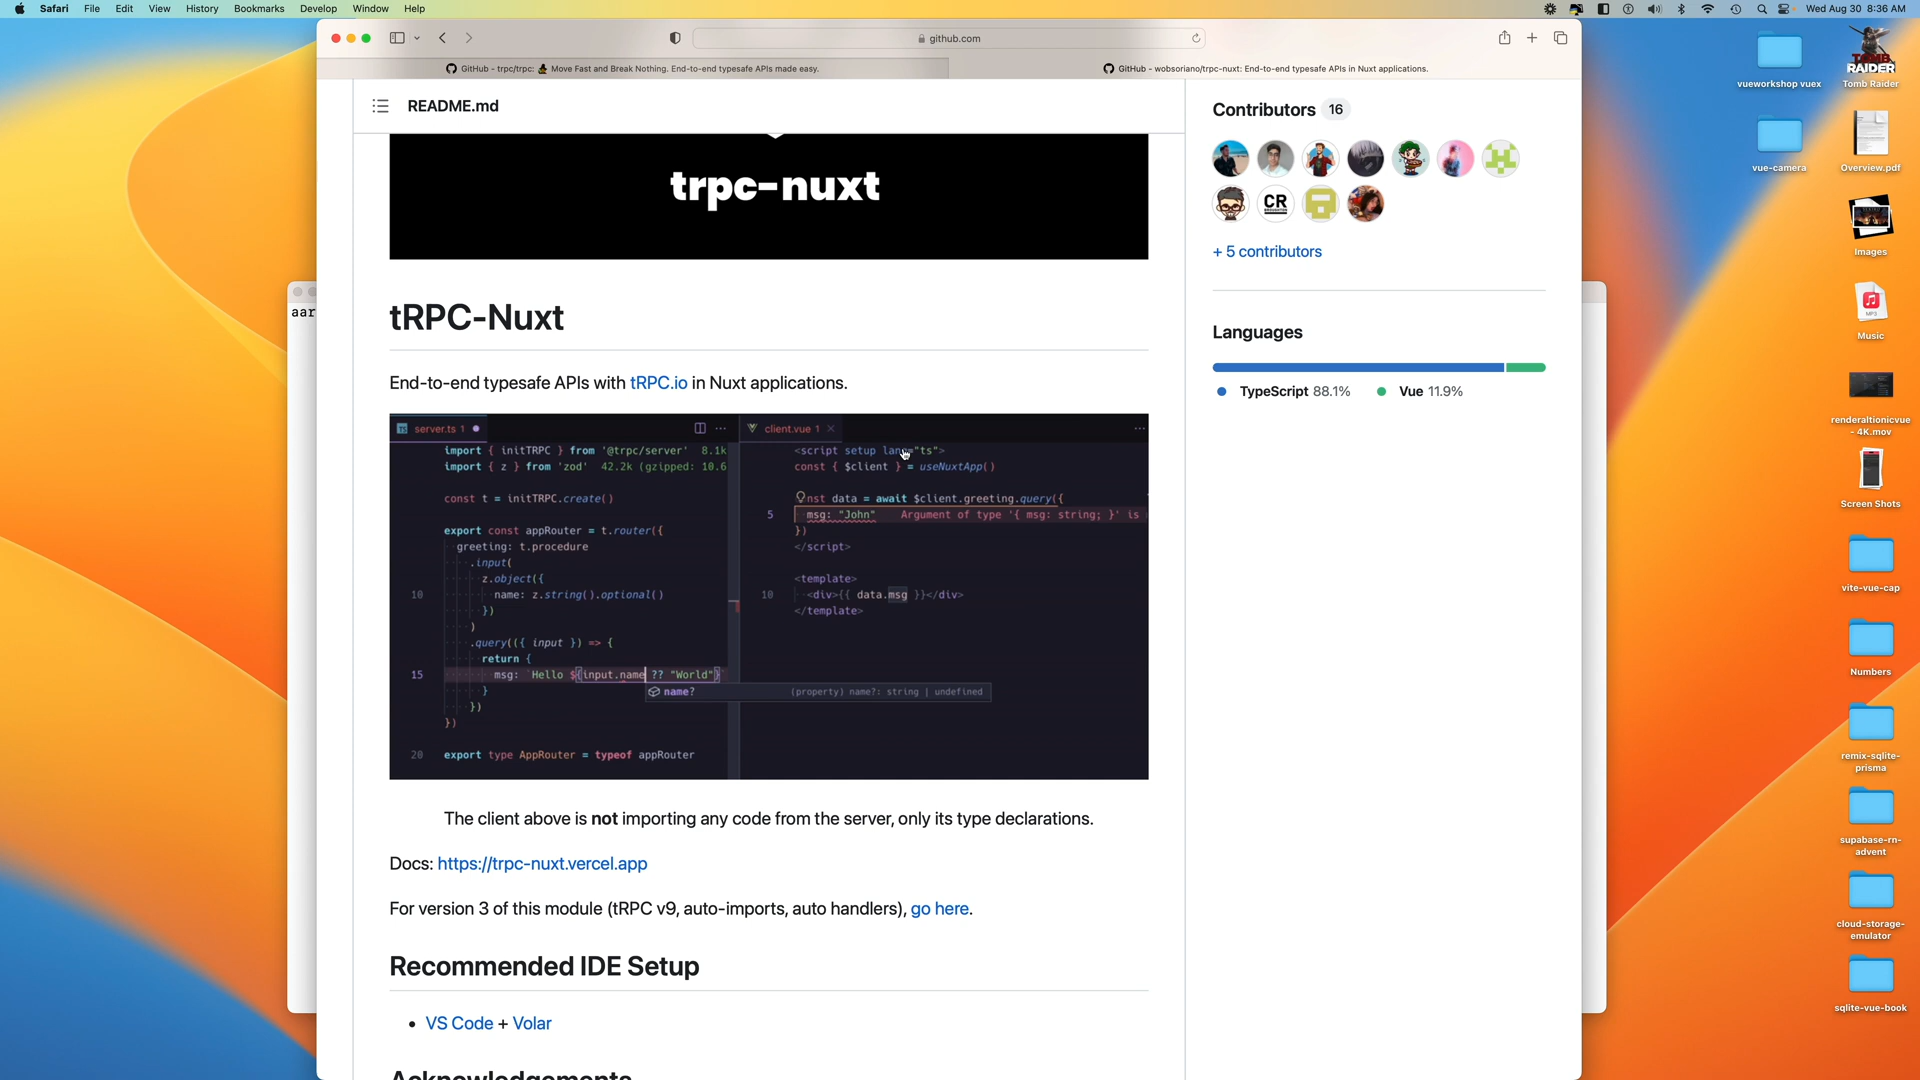 Safari File Edit View History Bookmarks Develop Window Help
Wed Aug 30 8:36 AM
github.com
GitHub - trpc/trpc: 🧙‍♀️ Move Fast and Break Nothing. End-to-end typesafe APIs made easy.
GitHub - wobsoriano/trpc-nuxt: End-to-end typesafe APIs in Nuxt applications.
README.md
trpc-nuxt
tRPC-Nuxt
End-to-end typesafe APIs with tRPC.io in Nuxt applications.
server.ts 1
import { initTRPC } from '@trpc/server' 8.1k
import { z } from 'zod' 42.2k (gzipped: 10.6
const t = initTRPC.create()
export const appRouter = t.router({
greeting: t.procedure
.input(
z.object({
10 name: z.string().optional()
})
)
.query(({ input }) => {
return {
15 msg: `Hello ${input.name ?? "World"}
name? (property) name?: string | undefined
}
})
})
20 export type AppRouter = typeof appRouter
client.vue 1
<script setup lang="ts">
const { $client } = useNuxtApp()
nst data = await $client.greeting.query({
5 msg: "John" Argument of type '{ msg: string; }' is
})
</script>
<template>
10 <div>{{ data.msg }}</div>
</template>
The client above is not importing any code from the server, only its type declarations.
Docs: https://trpc-nuxt.vercel.app
For version 3 of this module (tRPC v9, auto-imports, auto handlers), go here.
Recommended IDE Setup
• VS Code + Volar
Acknowledgements
Contributors 16
CR
BROUGHTON
+ 5 contributors
Languages
TypeScript 88.1% Vue 11.9%
aar
vueworkshop vuex
vue-camera
TOMB
RAIDER
Tomb Raider
Overview.pdf
Images
MP3
Music
renderaltionicvue
- 4K.mov
Screen Shots
vite-vue-cap
Numbers
remix-sqlite-
prisma
supabase-rn-
advent
cloud-storage-
emulator
sqlite-vue-book